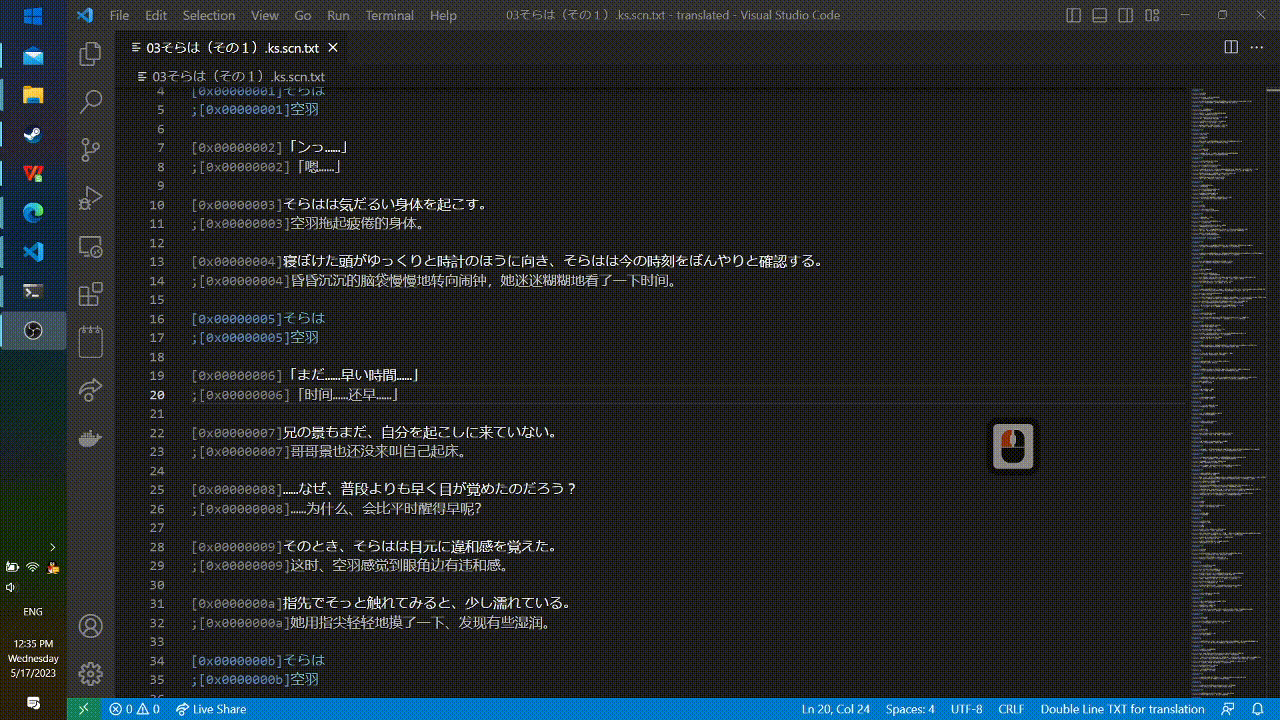 File Edit Selection View Go Run Terminal Help
03そらは（その１）.ks.scn.txt - translated - Visual Studio Code
03そらは（その１）.ks.scn.txt
03そらは（その１）.ks.scn.txt
4 [0x00000001]そらは
5 ;[0x00000001]空羽
6
7 [0x00000002]「ンっ……」
8 ;[0x00000002]「嗯……」
9
10 [0x00000003]そらはは気だるい身体を起こす。
11 ;[0x00000003]空羽拖起疲倦的身体。
12
13 [0x00000004]寝ぼけた頭がゆっくりと時計のほうに向き、そらはは今の時刻をぼんやりと確認する。
14 ;[0x00000004]昏昏沉沉的脑袋慢慢地转向闹钟，她迷迷糊糊地看了一下时间。
15
16 [0x00000005]そらは
17 ;[0x00000005]空羽
18
19 [0x00000006]「まだ……早い時間……」
20 ;[0x00000006]「时间……还早……」
21
22 [0x00000007]兄の景もまだ、自分を起こしに来ていない。
23 ;[0x00000007]哥哥景也还没来叫自己起床。
24
25 [0x00000008]……なぜ、普段よりも早く目が覚めたのだろう？
26 ;[0x00000008]……为什么、会比平时醒得早呢？
27
28 [0x00000009]そのとき、そらはは目元に違和感を覚えた。
29 ;[0x00000009]这时、空羽感觉到眼角边有违和感。
30
31 [0x0000000a]指先でそっと触れてみると、少し濡れている。
32 ;[0x0000000a]她用指尖轻轻地摸了一下、发现有些湿润。
33
34 [0x0000000b]そらは
35 ;[0x0000000b]空羽
ENG
12:35 PM
Wednesday
5/17/2023
0 0 Live Share
Ln 20, Col 24 Spaces: 4 UTF-8 CRLF Double Line TXT for translation